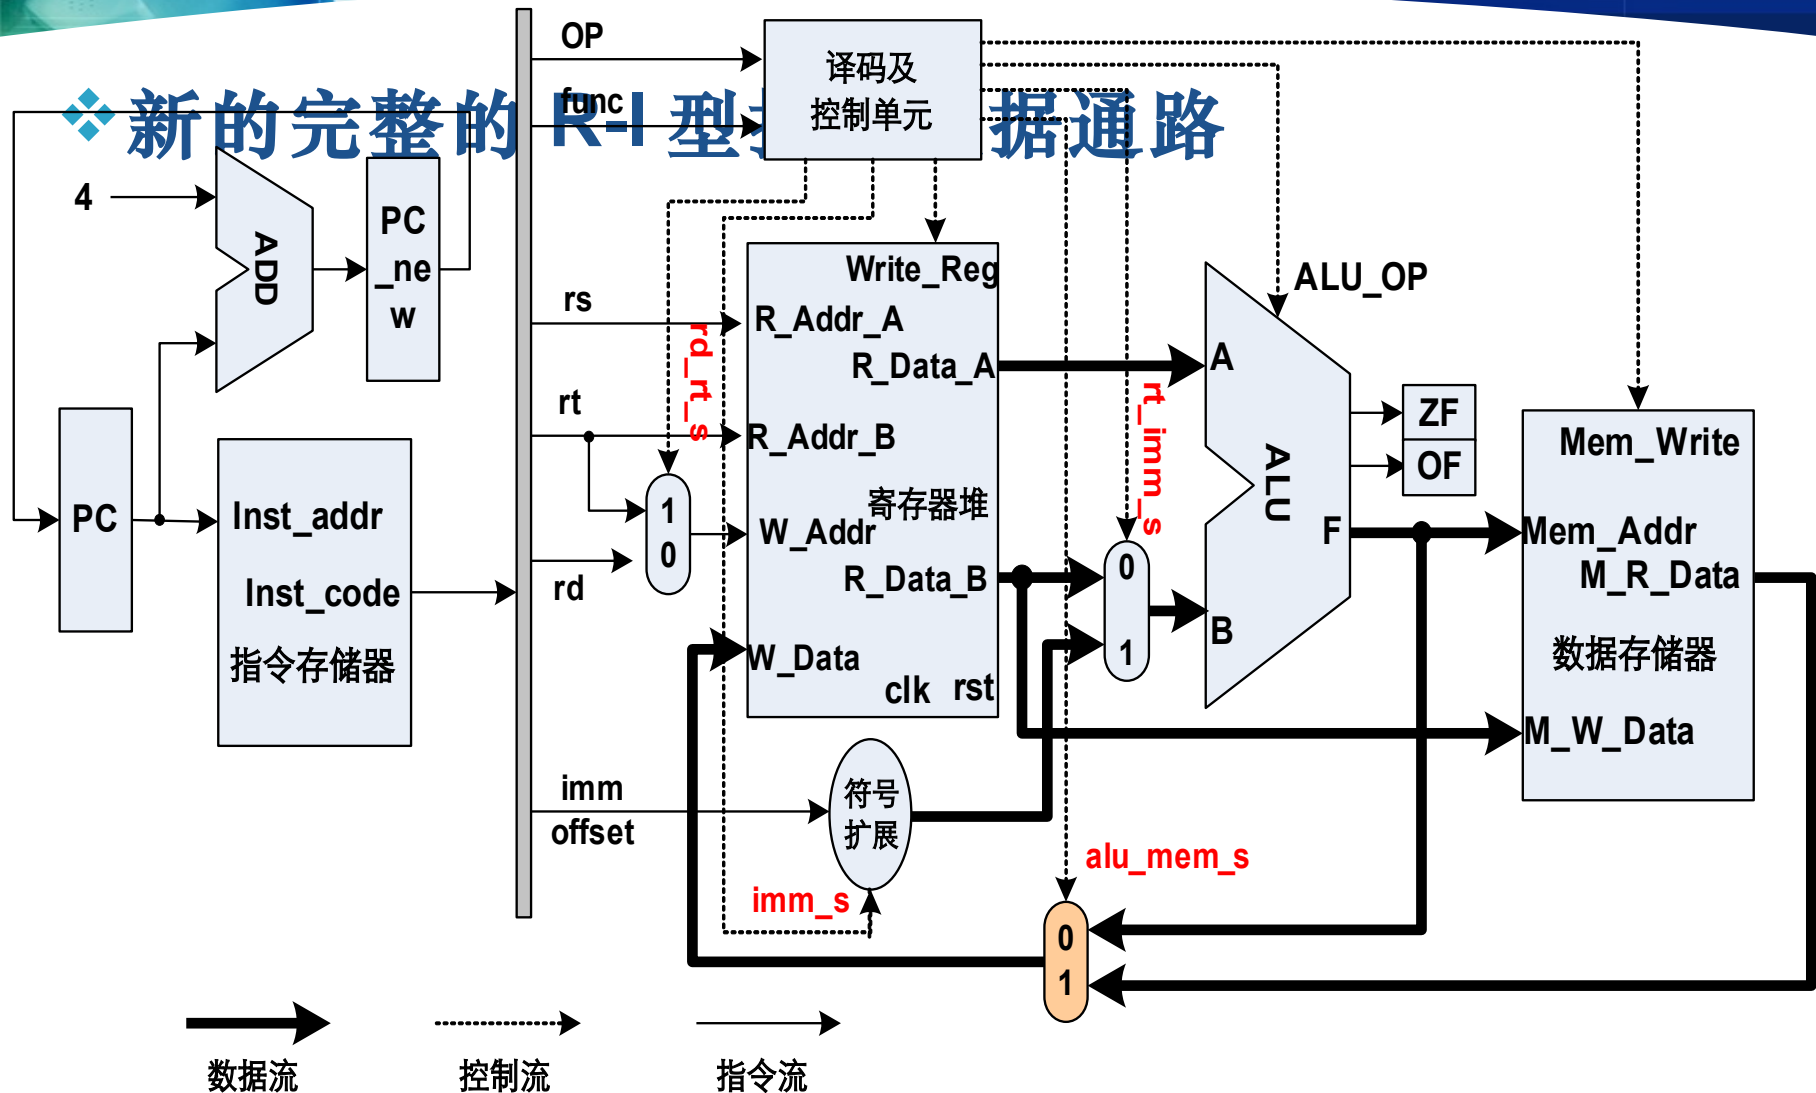 OP
译码及
控制单元
func
新的完整的 R-I 型 据通路
4
ADD
PC
_ne
w
PC
Inst_addr
Inst_code
指令存储器
rs
rt
rd
imm
offset
rd_rt_s
1
0
Write_Reg
R_Addr_A
R_Data_A
R_Addr_B
寄存器堆
W_Addr
R_Data_B
W_Data
clk rst
符号
扩展
imm_s
rt_imm_s
0
1
ALU_OP
A
ALU
F
B
ZF
OF
Mem_Write
Mem_Addr
M_R_Data
数据存储器
M_W_Data
alu_mem_s
0
1
数据流
控制流
指令流